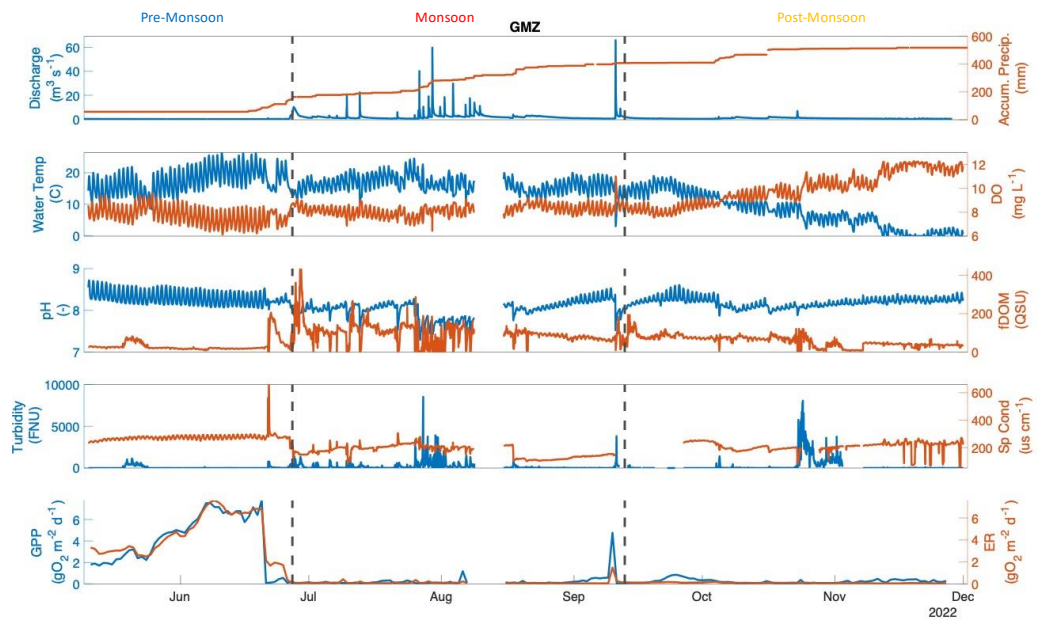 Pre-Monsoon
Monsoon
Post-Monsoon
GMZ
Discharge
(m³ s⁻¹)
60
40
20
0
600
400
200
0
Accum. Precip.
(mm)
Water Temp
(C)
20
10
0
12
10
8
6
DO
(mg L⁻¹)
pH
(-)
9
8
7
400
200
0
fDOM
(QSU)
Turbidity
(FNU)
10000
5000
0
600
400
200
0
Sp Cond
(us cm⁻¹)
GPP
(gO₂ m⁻² d⁻¹)
6
4
2
0
6
4
2
0
ER
(gO₂ m⁻² d⁻¹)
Jun
Jul
Aug
Sep
Oct
Nov
Dec
2022